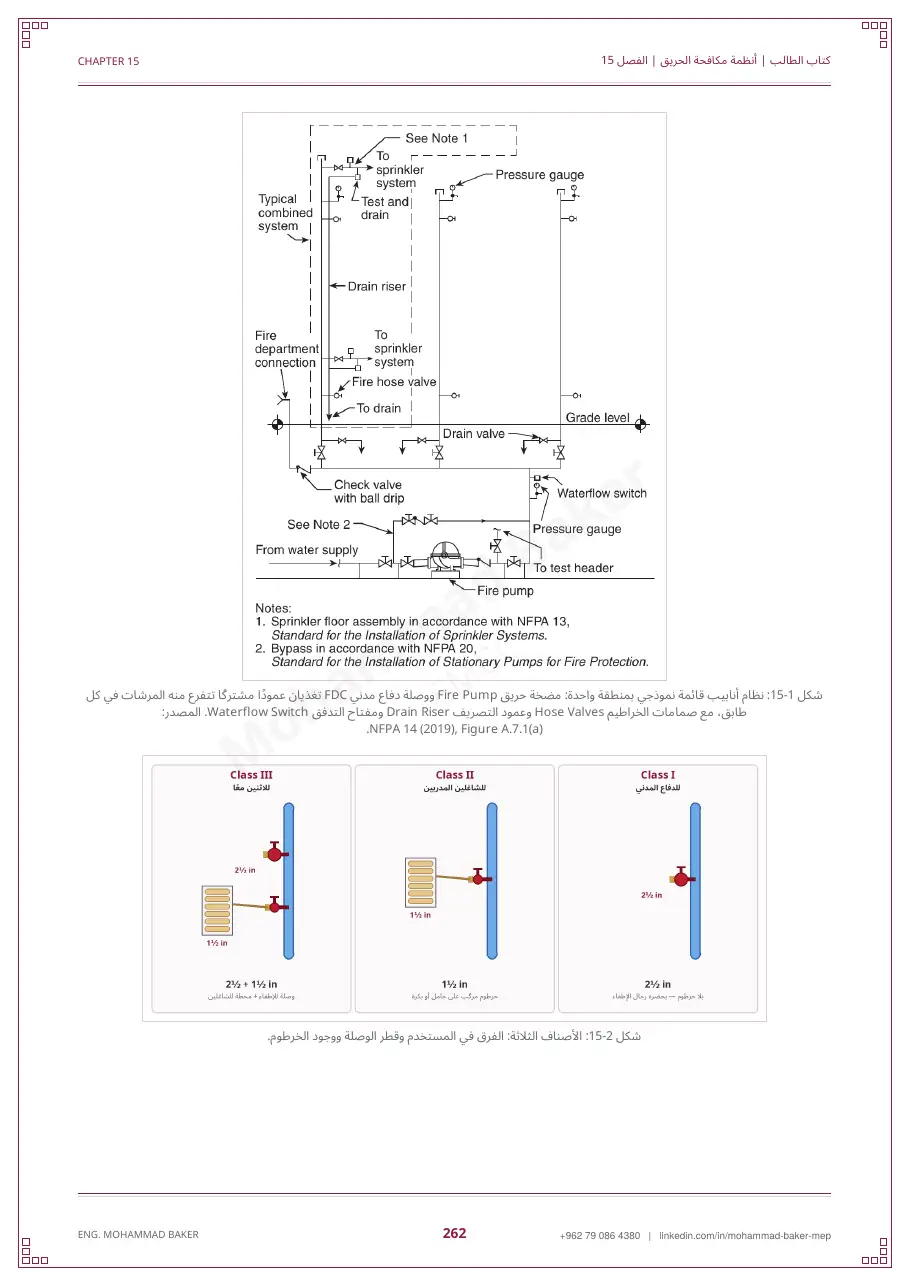 CHAPTER 15
كتاب الطالب | أنظمة مكافحة الحريق | الفصل 15
See Note 1
To
sprinkler
system
Pressure gauge
Typical
combined
system
Test and
drain
Drain riser
Fire
department
connection
To
sprinkler
system
Fire hose valve
To drain
Grade level
Drain valve
Check valve
with ball drip
Waterflow switch
See Note 2
Pressure gauge
From water supply
To test header
Fire pump
Notes:
1. Sprinkler floor assembly in accordance with NFPA 13,
Standard for the Installation of Sprinkler Systems.
2. Bypass in accordance with NFPA 20,
Standard for the Installation of Stationary Pumps for Fire Protection.
شكل 1-15: نظام أنابيب قائمة نموذجي بمنطقة واحدة: مضخة حريق Fire Pump ووصلة دفاع مدني FDC تغذيان عمودًا مشتركًا تتفرع منه المرشات في كل
طابق، مع صمامات الخراطيم Hose Valves وعمود التصريف Drain Riser ومفتاح التدفق Waterflow Switch. المصدر:
NFPA 14 (2019), Figure A.7.1(a).
Class III
للاثنين معًا
2½ in
1½ in
2½ + 1½ in
وصلة للإطفاء + محطة للشاغلين
Class II
للشاغلين المدربين
1½ in
1½ in
خرطوم مركّب على حامل أو بكرة
Class I
للدفاع المدني
2½ in
2½ in
بلا خرطوم — يحضره رجال الإطفاء
شكل 2-15: الأصناف الثلاثة: الفرق في المستخدم وقطر الوصلة ووجود الخرطوم.
ENG. MOHAMMAD BAKER
262
+962 79 086 4380 | linkedin.com/in/mohammad-baker-mep